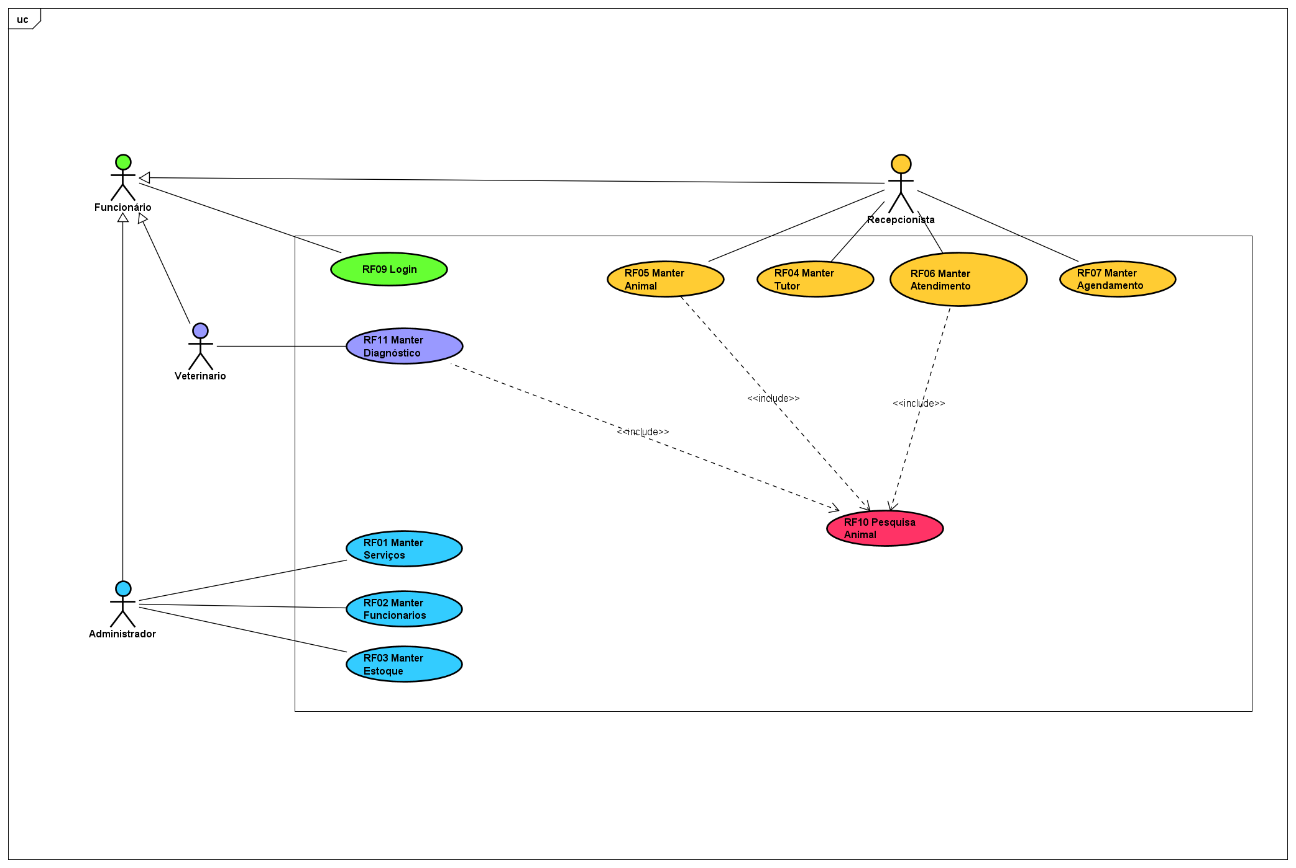 uc
Funcionário
Recepcionista
RF09 Login
RF05 Manter
Animal
RF04 Manter
Tutor
RF06 Manter
Atendimento
RF07 Manter
Agendamento
Veterinario
RF11 Manter
Diagnóstico
<<include>>
<<include>>
<<include>>
RF10 Pesquisa
Animal
RF01 Manter
Serviços
RF02 Manter
Funcionarios
Administrador
RF03 Manter
Estoque